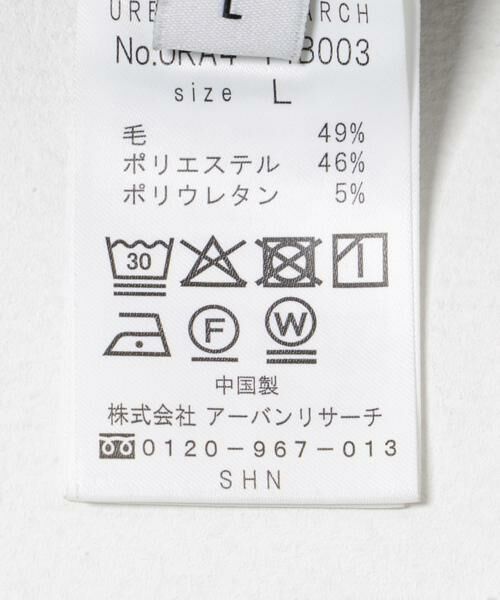 L
size L
毛 49%
ポリエステル 46%
ポリウレタン 5%
30
F W
中国製
株式会社 アーバンリサーチ
0120-967-013
SHN